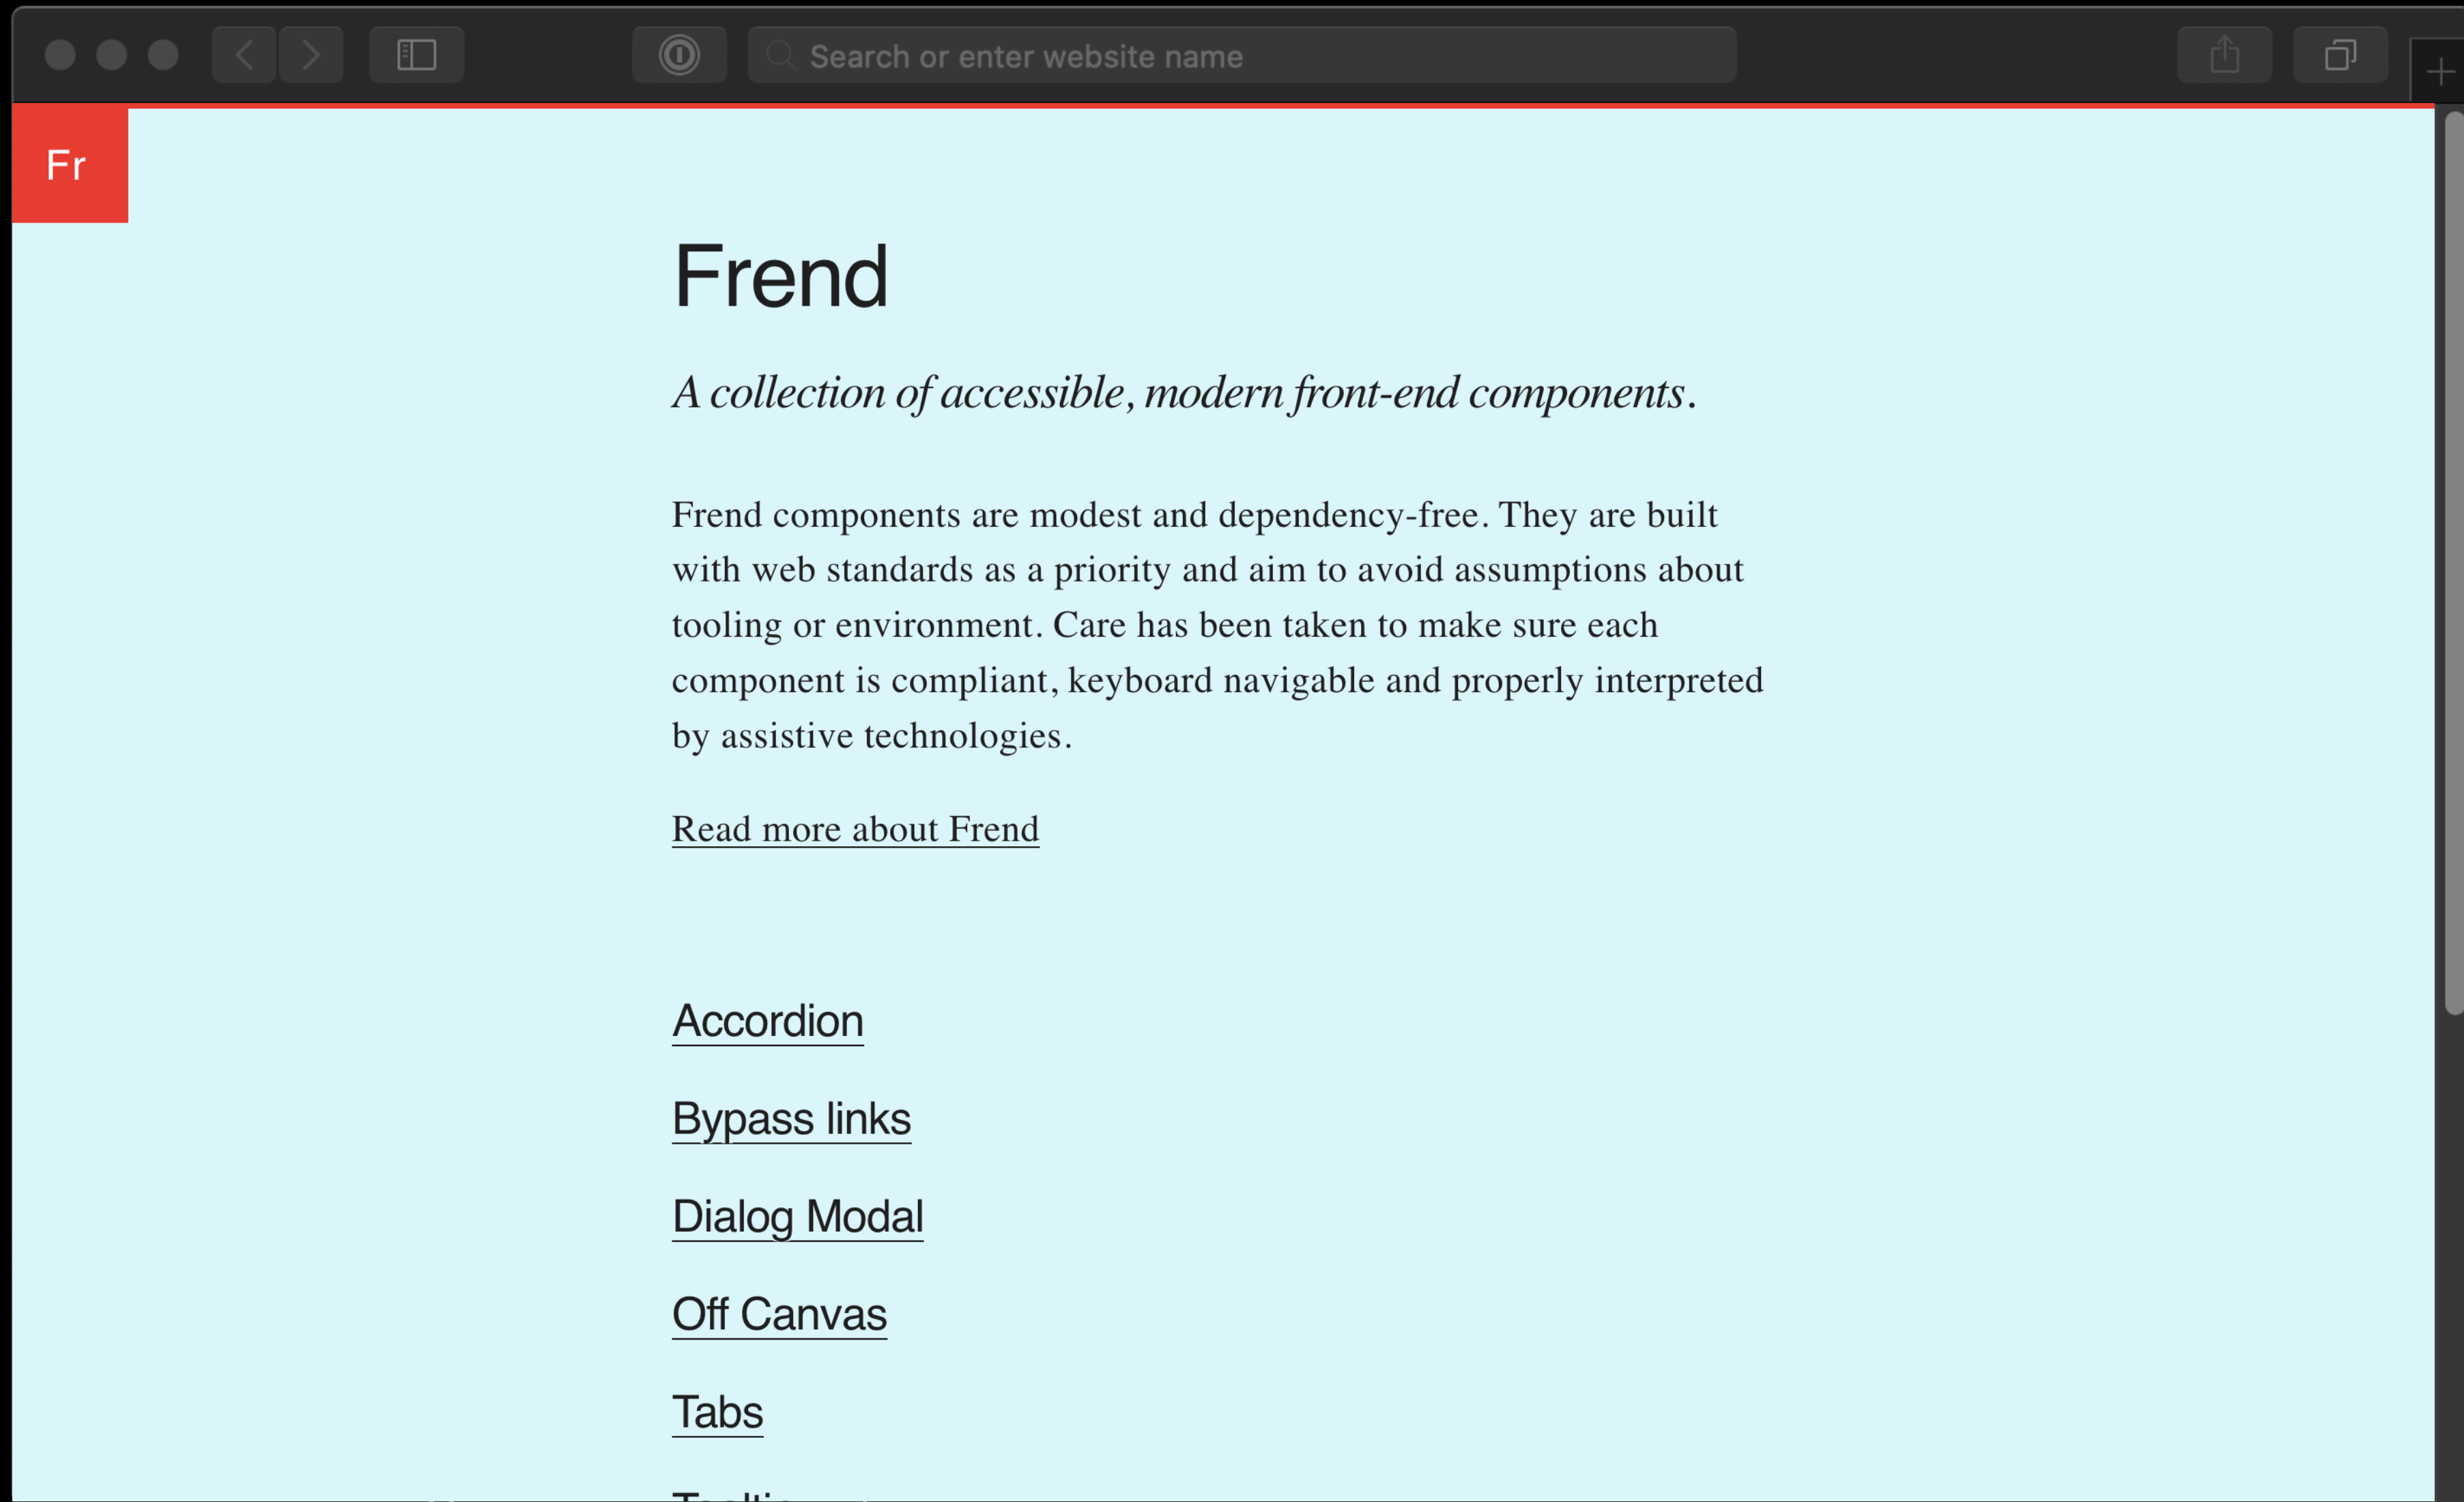 Search or enter website name
Fr
Frend
A collection of accessible, modern front-end components.
Frend components are modest and dependency-free. They are built
with web standards as a priority and aim to avoid assumptions about
tooling or environment. Care has been taken to make sure each
component is compliant, keyboard navigable and properly interpreted
by assistive technologies.
Read more about Frend
Accordion
Bypass links
Dialog Modal
Off Canvas
Tabs